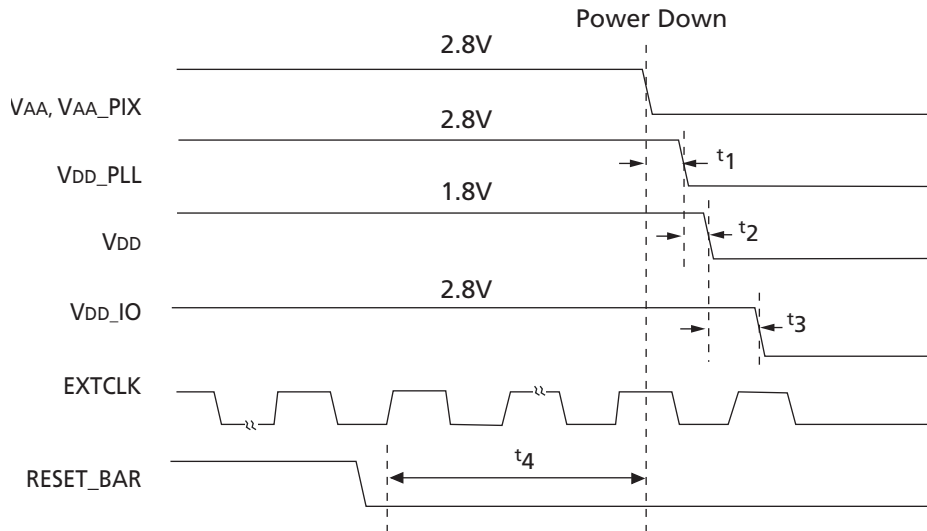 Power Down
2.8V
VAA, VAA_PIX
2.8V
t1
VDD_PLL
1.8V
t2
VDD
2.8V
VDD_IO
t3
EXTCLK
t4
RESET_BAR